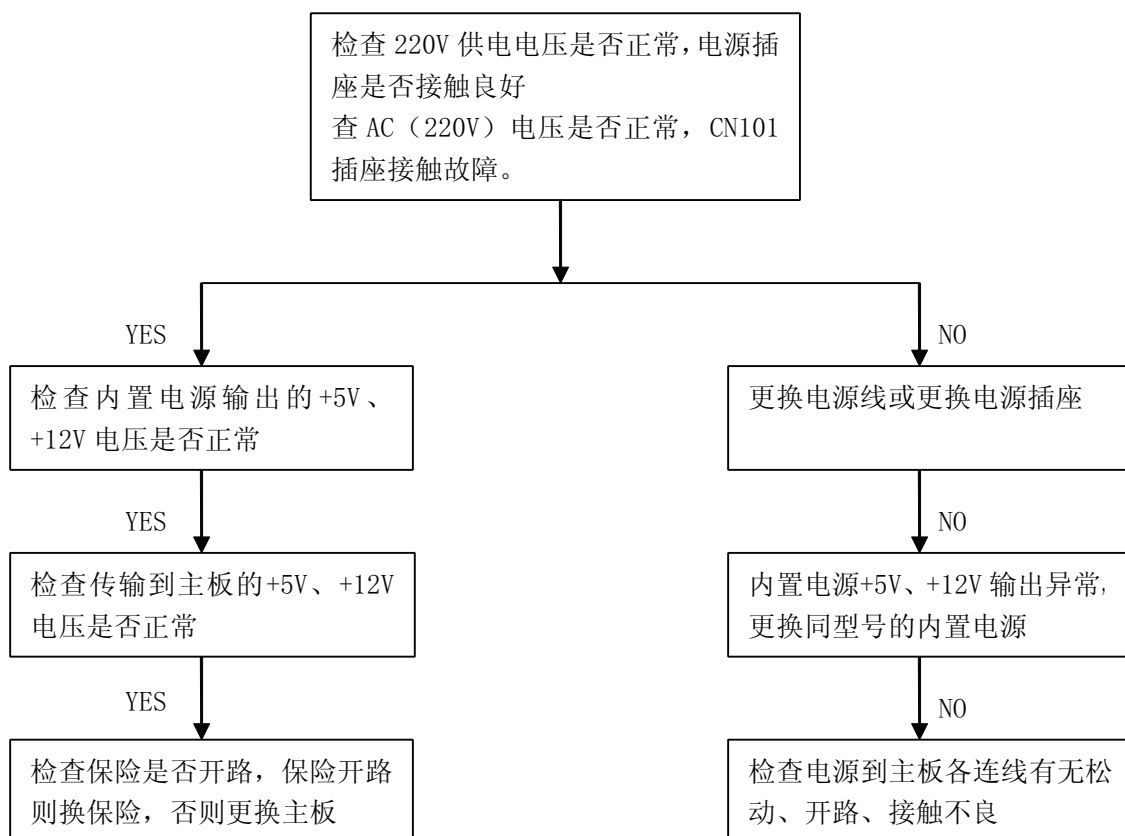 检查 220V 供电电压是否正常,电源插
座是否接触良好
查 AC（220V）电压是否正常，CN101
插座接触故障。
YES
NO
检查内置电源输出的+5V、
+12V 电压是否正常
更换电源线或更换电源插座
YES
NO
检查传输到主板的+5V、+12V
电压是否正常
内置电源+5V、+12V 输出异常,
更换同型号的内置电源
YES
NO
检查保险是否开路，保险开路
则换保险，否则更换主板
检查电源到主板各连线有无松
动、开路、接触不良